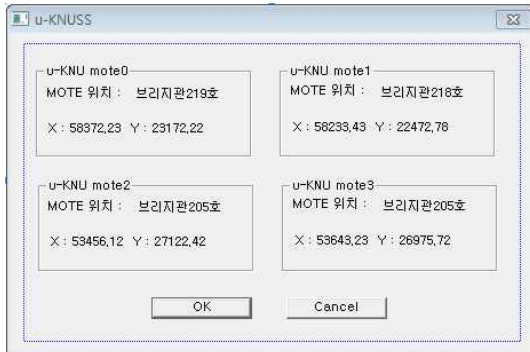 u-KNUSS
u-KNU mote0
MOTE 위치 : 브리지관219호
X : 58372,23 Y : 23172,22
u-KNU mote1
MOTE 위치 : 브리지관218호
X : 58233,43 Y : 22472,78
u-KNU mote2
MOTE 위치 : 브리지관205호
X : 53456,12 Y : 27122,42
u-KNU mote3
MOTE 위치 : 브리지관205호
X : 53643,23 Y : 26975,72
OK
Cancel